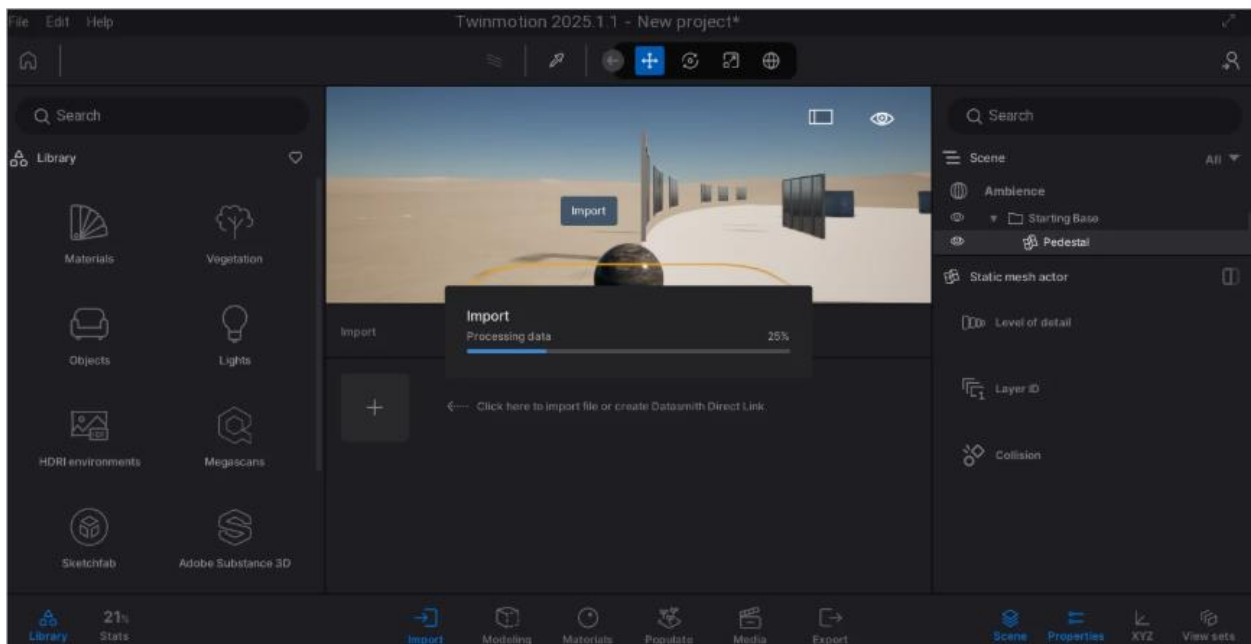 File Edit Help
Twinmotion 2025.1.1 - New project*
Search
Library
Materials
Vegetation
Objects
Lights
HDRI environments
Megascans
Sketchfab
Adobe Substance 3D
Import
Import
Import
Processing data 25%
Click here to import file or create Datasmith Direct Link
Search
Scene All
Ambience
Starting Base
Pedestal
Static mesh actor
Level of detail
1 Layer ID
Collision
21%
Library Stats Import Modeling Materials Populate Media Export Scene Properties XYZ View sets